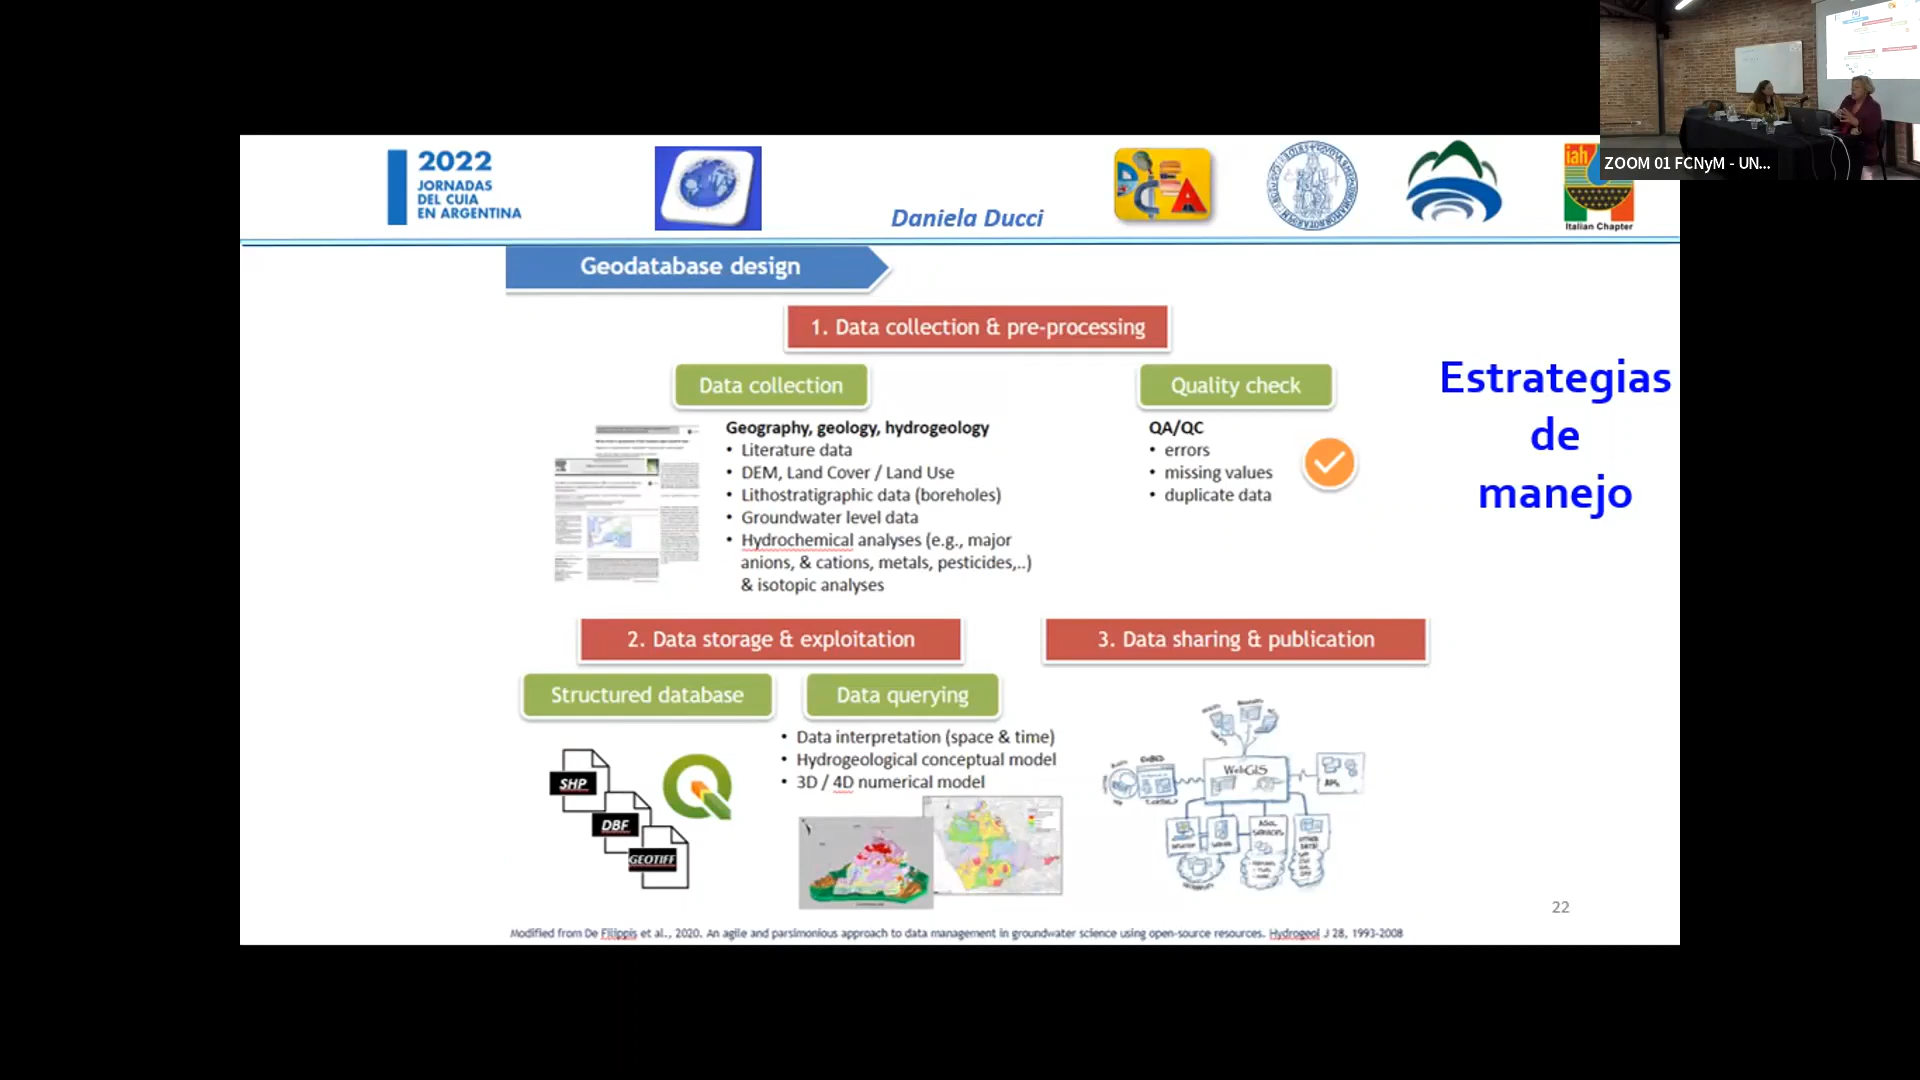 2022
JORNADAS
DEL CUIA
EN ARGENTINA
Daniela Ducci
iah
Italian Chapter
ZOOM 01 FCNyM - UN...
Geodatabase design
1. Data collection & pre-processing
Data collection
Geography, geology, hydrogeology
• Literature data
• DEM, Land Cover / Land Use
• Lithostratigraphic data (boreholes)
• Groundwater level data
• Hydrochemical analyses (e.g., major
anions, & cations, metals, pesticides,..)
& isotopic analyses
Quality check
QA/QC
• errors
• missing values
• duplicate data
Estrategias
de
manejo
2. Data storage & exploitation
Structured database
SHP
DBF
GEOTIFF
Data querying
• Data interpretation (space & time)
• Hydrogeological conceptual model
• 3D / 4D numerical model
3. Data sharing & publication
WebGIS
22
Modified from De Filippis et al., 2020. An agile and parsimonious approach to data management in groundwater science using open-source resources. Hydrogeol J 28, 1993-2008